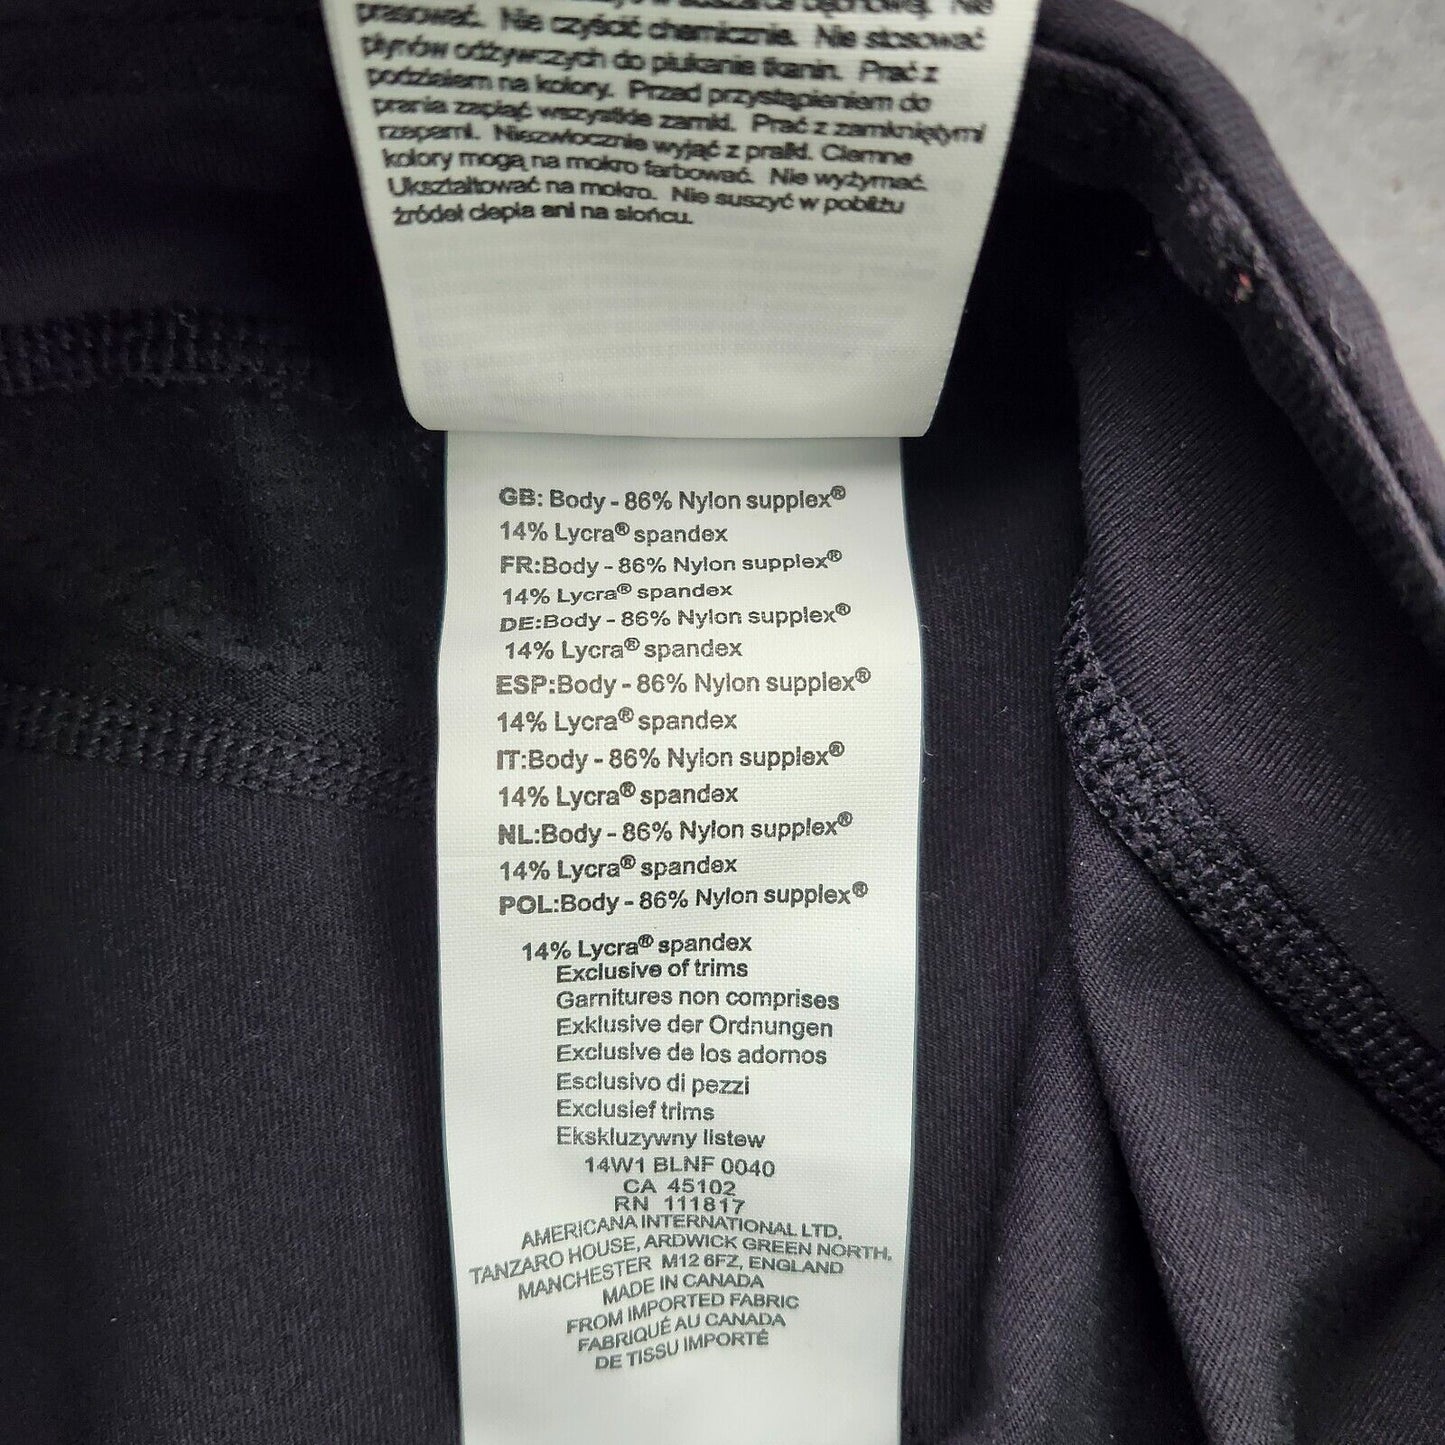 bębnowej. Nie
prasować. Nie czyścić chemicznie. Nie stosować
płynów odżywczych do płukania tkanin. Prać z
podziałem na kolory. Przed przystąpieniem do
prania zapiąć wszystkie zamki. Prać z zamkniętymi
rzepami. Niezwłocznie wyjąć z pralki. Ciemne
kolory mogą na mokro farbować. Nie wyżymać.
Ukształtować na mokro. Nie suszyć w pobliżu
źródeł ciepła ani na słońcu.
GB: Body - 86% Nylon supplex®
14% Lycra® spandex
FR:Body - 86% Nylon supplex®
14% Lycra® spandex
DE:Body - 86% Nylon supplex®
14% Lycra® spandex
ESP:Body - 86% Nylon supplex®
14% Lycra® spandex
IT:Body - 86% Nylon supplex®
14% Lycra® spandex
NL:Body - 86% Nylon supplex®
14% Lycra® spandex
POL:Body - 86% Nylon supplex®
14% Lycra® spandex
Exclusive of trims
Garnitures non comprises
Exklusive der Ordnungen
Exclusive de los adornos
Esclusivo di pezzi
Exclusief trims
Ekskluzywny listew
14W1 BLNF 0040
CA 45102
RN 111817
AMERICANA INTERNATIONAL LTD,
TANZARO HOUSE, ARDWICK GREEN NORTH,
MANCHESTER M12 6FZ, ENGLAND
MADE IN CANADA
FROM IMPORTED FABRIC
FABRIQUÉ AU CANADA
DE TISSU IMPORTÉ